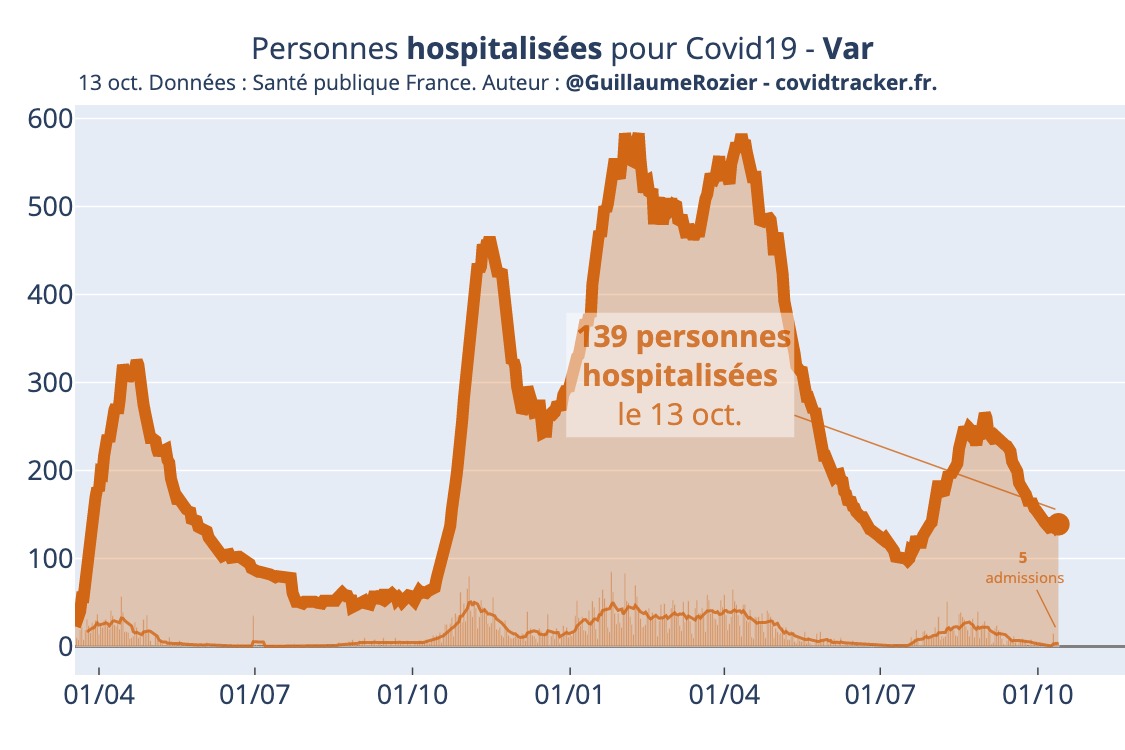 Personnes hospitalisées pour Covid19 - Var
13 oct. Données : Santé publique France. Auteur : @GuillaumeRozier - covidtracker.fr.
600
500
400
300
200
100
0
139 personnes
hospitalisées
le 13 oct.
5
admissions
01/04 01/07 01/10 01/01 01/04 01/07 01/10